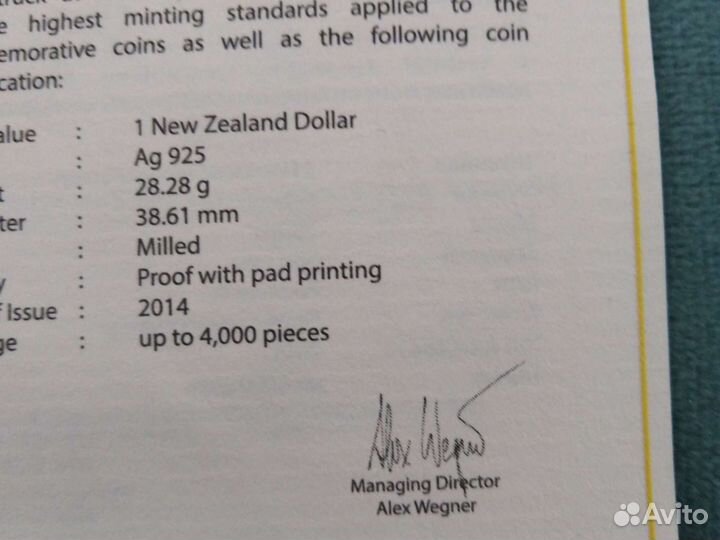 e highest minting standards applied to the
emorative coins as well as the following coin
cation:
alue : 1 New Zealand Dollar
: Ag 925
t : 28.28 g
ter : 38.61 mm
: Milled
y : Proof with pad printing
f Issue : 2014
ge : up to 4,000 pieces
Alex Wegner
Managing Director
Alex Wegner
Avito